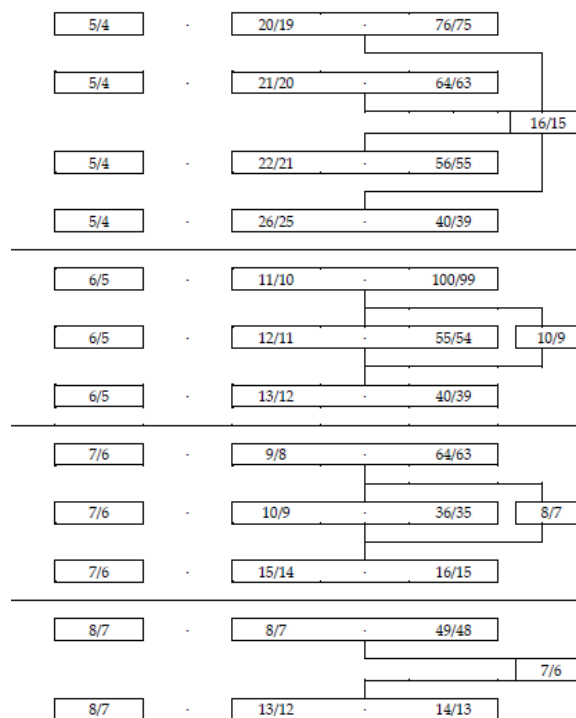 5/4 · 20/19 · 76/75
5/4 · 21/20 · 64/63
16/15
5/4 · 22/21 · 56/55
5/4 · 26/25 · 40/39
6/5 · 11/10 · 100/99
6/5 · 12/11 · 55/54 10/9
6/5 · 13/12 · 40/39
7/6 · 9/8 · 64/63
7/6 · 10/9 · 36/35 8/7
7/6 · 15/14 · 16/15
8/7 · 8/7 · 49/48
7/6
8/7 · 13/12 · 14/13